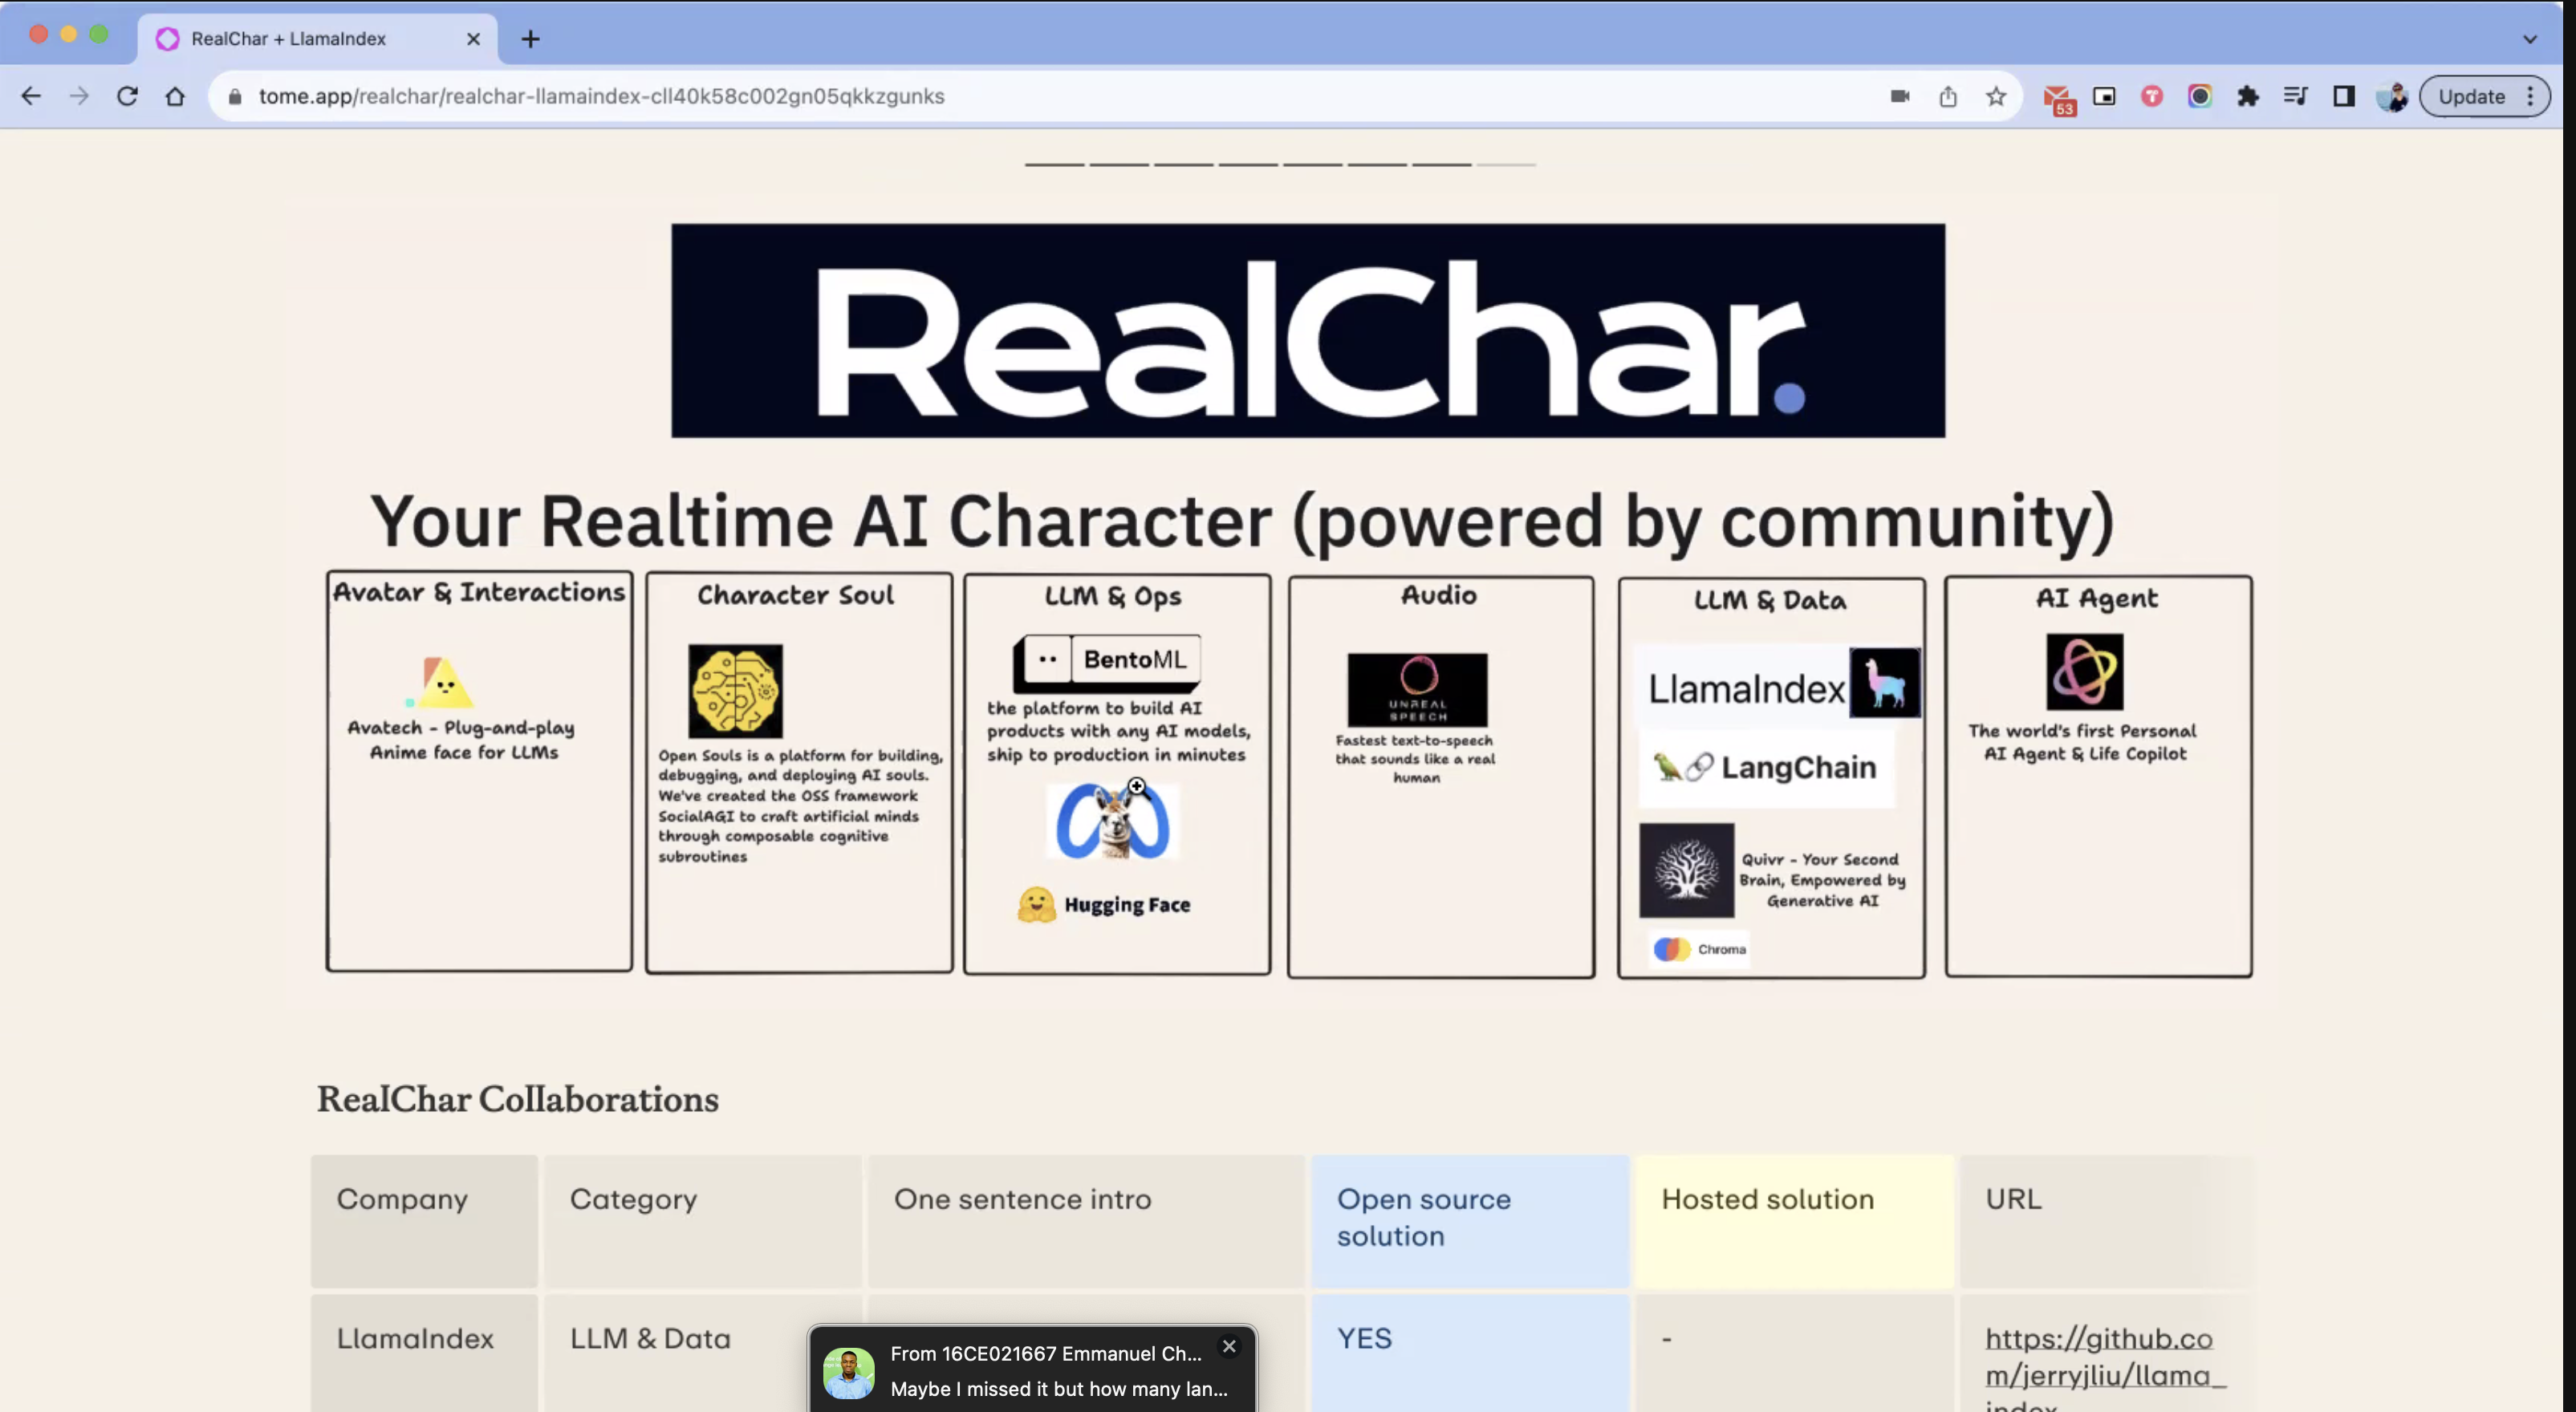 RealChar + LlamaIndex
tome.app/realchar/realchar-llamaindex-cll40k58c002gn05qkkzgunks
53
Update
RealChar.
Your Realtime AI Character (powered by community)
Avatar & Interactions
Avatech - Plug-and-play
Anime face for LLMs
Character Soul
Open Souls is a platform for building,
debugging, and deploying AI souls.
We've created the OSS framework
SocialAGI to craft artificial minds
through composable cognitive
subroutines
LLM & Ops
BentoML
the platform to build AI
products with any AI models,
ship to production in minutes
Hugging Face
Audio
UNREAL
SPEECH
Fastest text-to-speech
that sounds like a real
human
LLM & Data
LlamaIndex
LangChain
Quivr - Your Second
Brain, Empowered by
Generative AI
Chroma
AI Agent
The world's first Personal
AI Agent & Life Copilot
RealChar Collaborations
Company
Category
One sentence intro
Open source
solution
Hosted solution
URL
LlamaIndex
LLM & Data
YES
-
https://github.co
m/jerryjliu/llama_
index
From 16CE021667 Emmanuel Ch...
Maybe I missed it but how many lan...